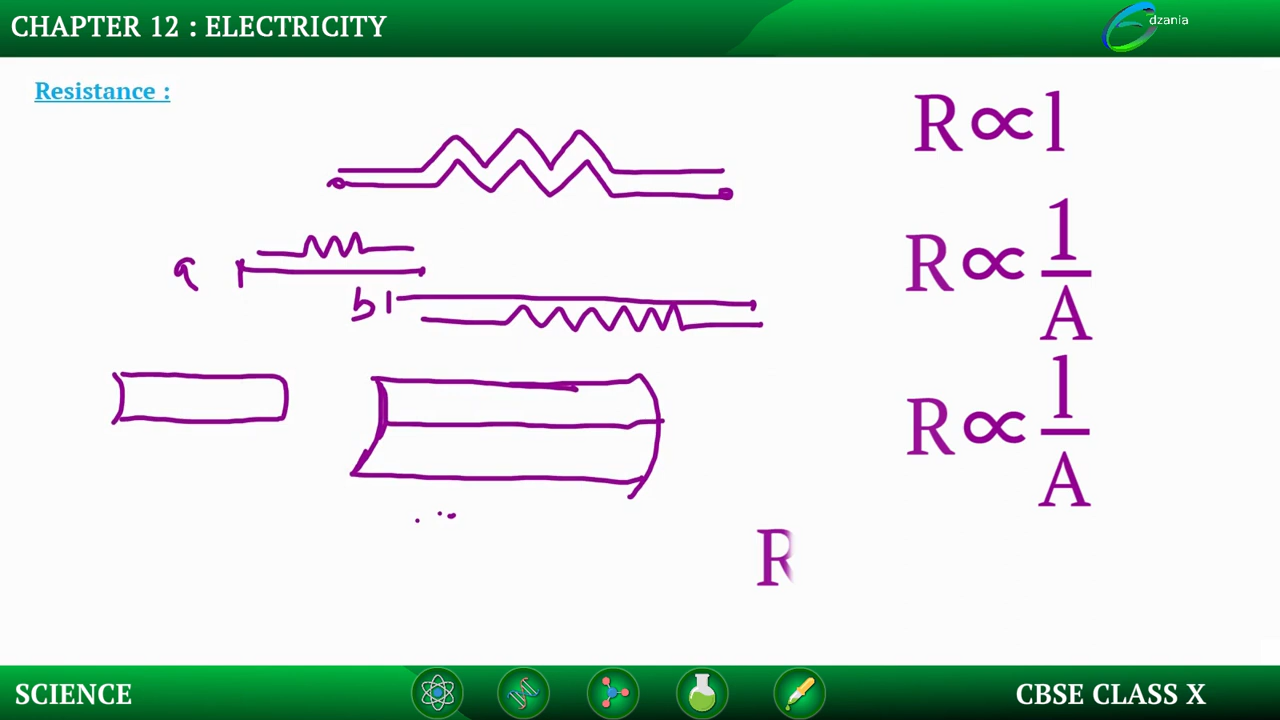 CHAPTER 12 : ELECTRICITY
dzania
Resistance :
R∝l
R∝1/A
a
b
R∝1/A
R
SCIENCE
CBSE CLASS X